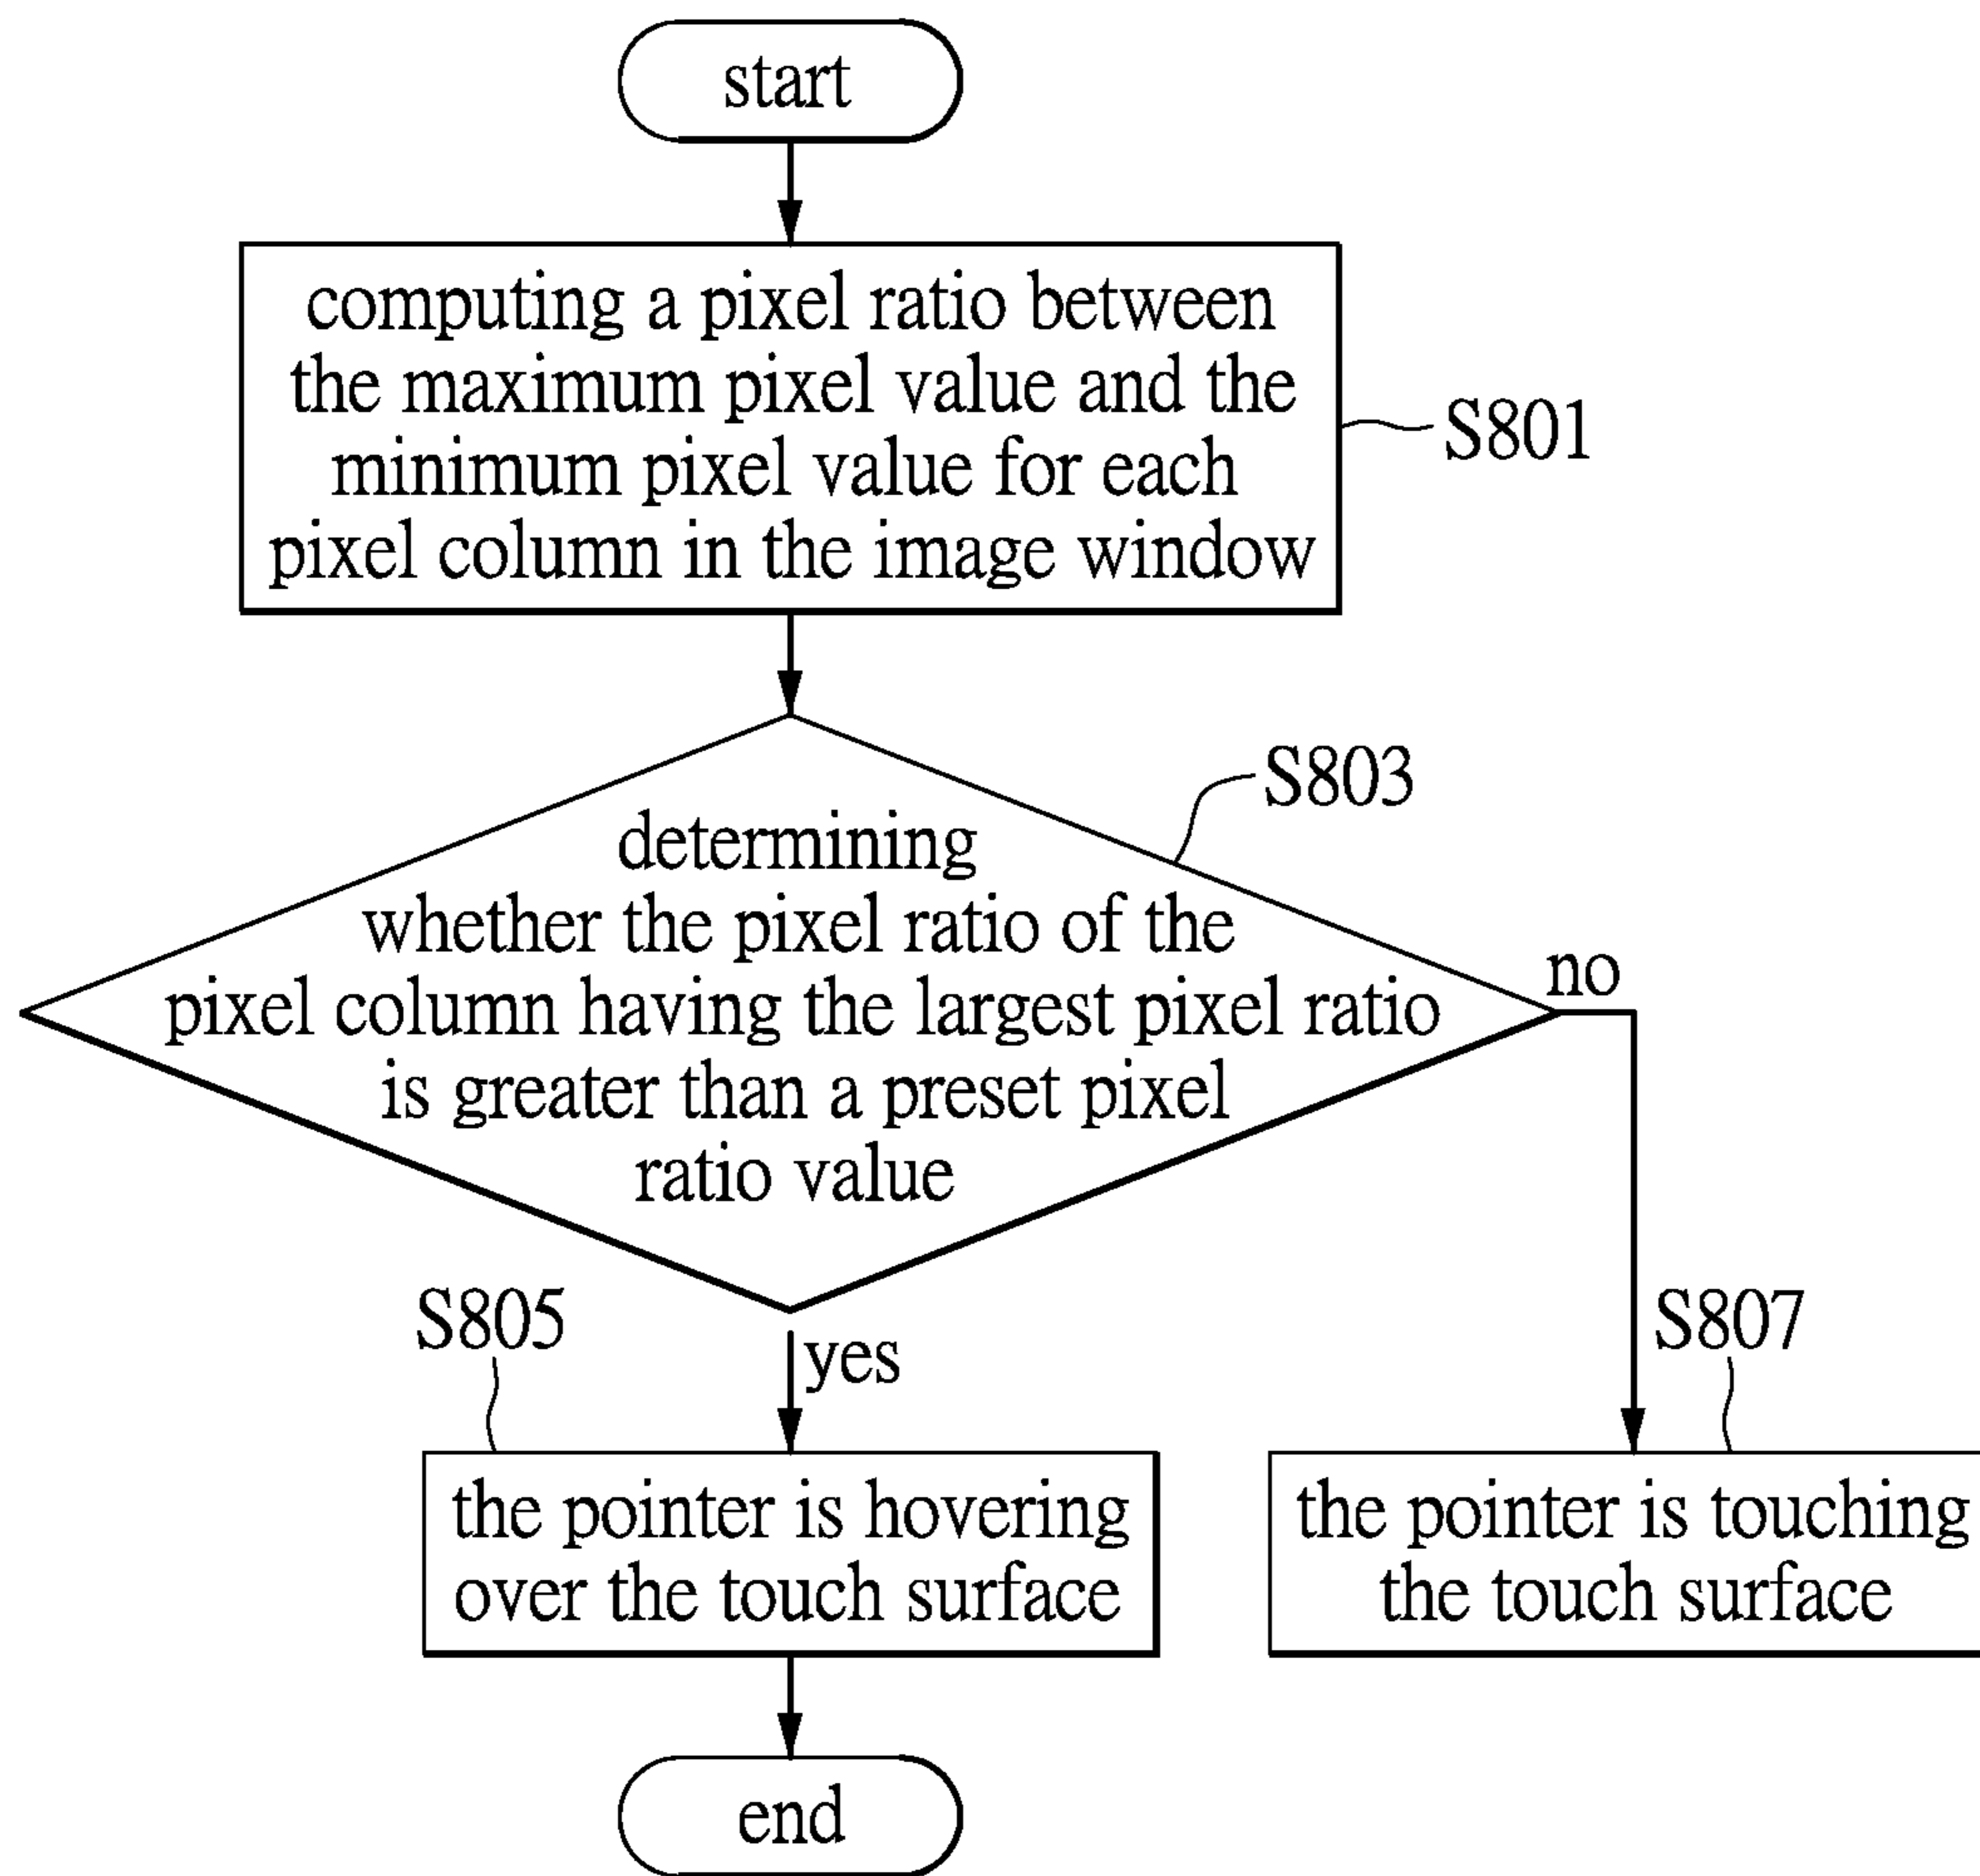 start
computing a pixel ratio between
the maximum pixel value and the
minimum pixel value for each
pixel column in the image window
S801
S803
determining
whether the pixel ratio of the
pixel column having the largest pixel ratio
is greater than a preset pixel
ratio value
no
yes
S805
the pointer is hovering
over the touch surface
S807
the pointer is touching
the touch surface
end